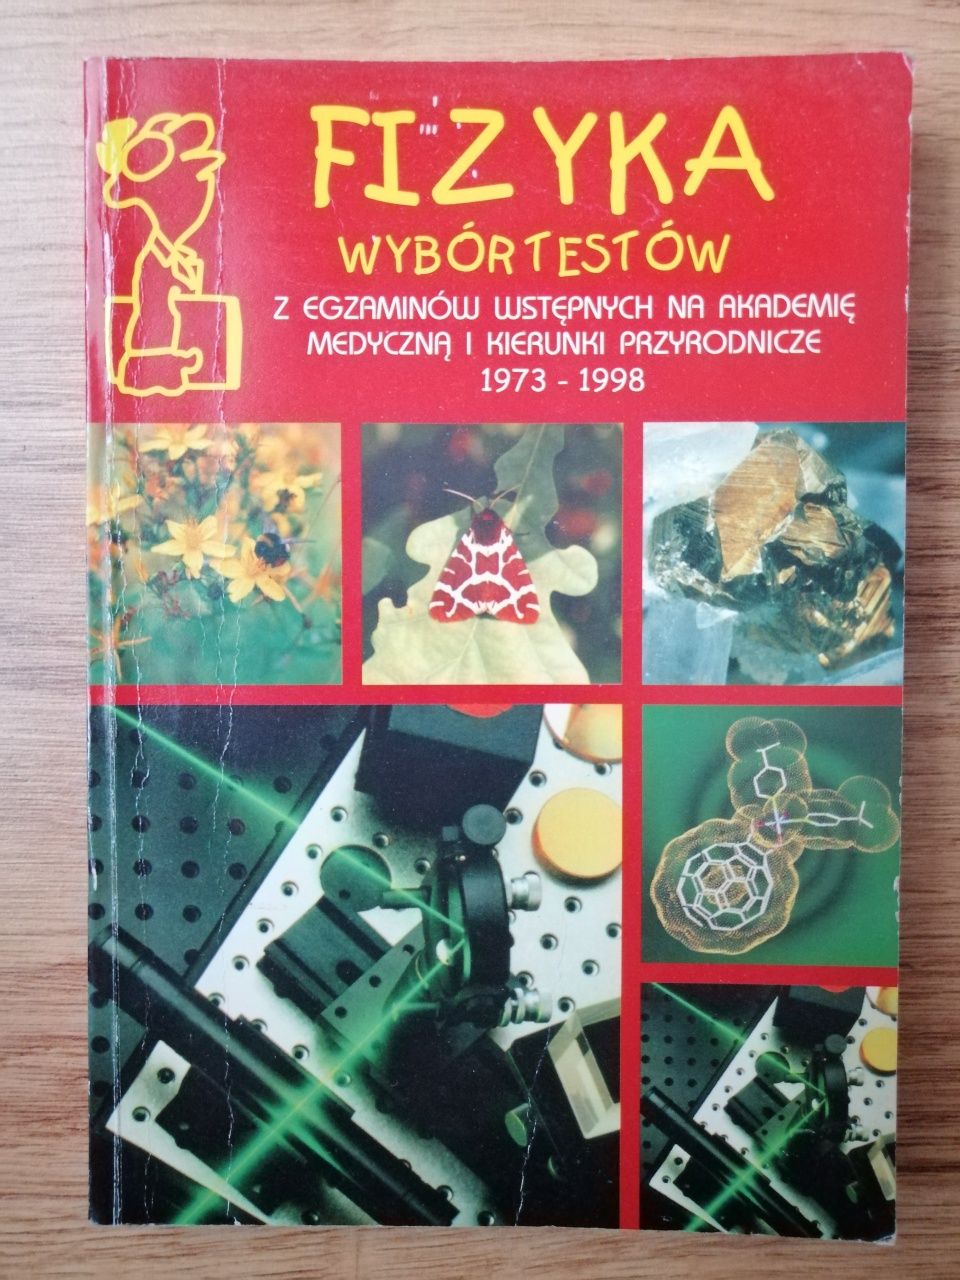 FIZYKA
WYBÓR TESTÓW
Z EGZAMINÓW WSTĘPNYCH NA AKADEMIĘ
MEDYCZNĄ I KIERUNKI PRZYRODNICZE
1973 - 1998